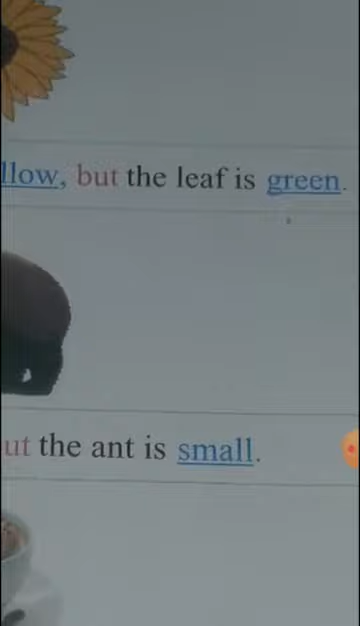 llow, but the leaf is green.
ut the ant is small.